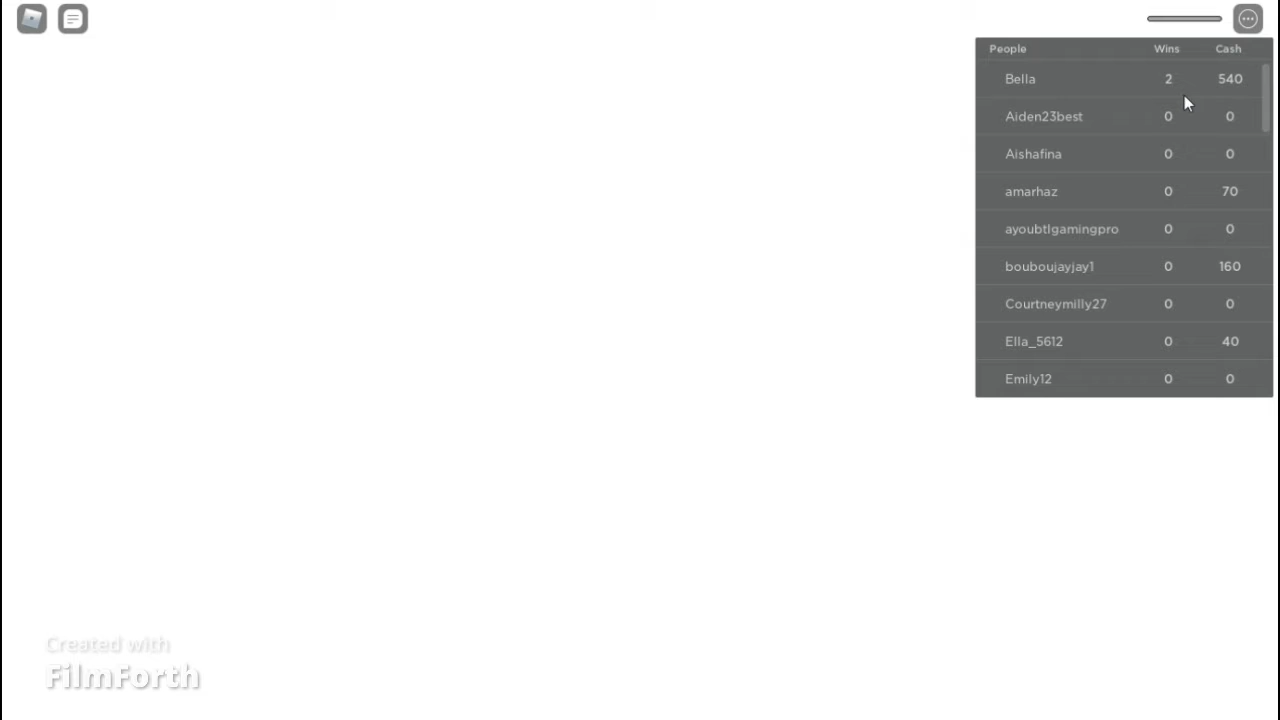 People Wins Cash
Bella 2 540
Aiden23best 0 0
Aishafina 0 0
amarhaz 0 70
ayoubtlgamingpro 0 0
bouboujayjay1 0 160
Courtneymilly27 0 0
Ella_5612 0 40
Emily12 0 0
Created with
FilmForth